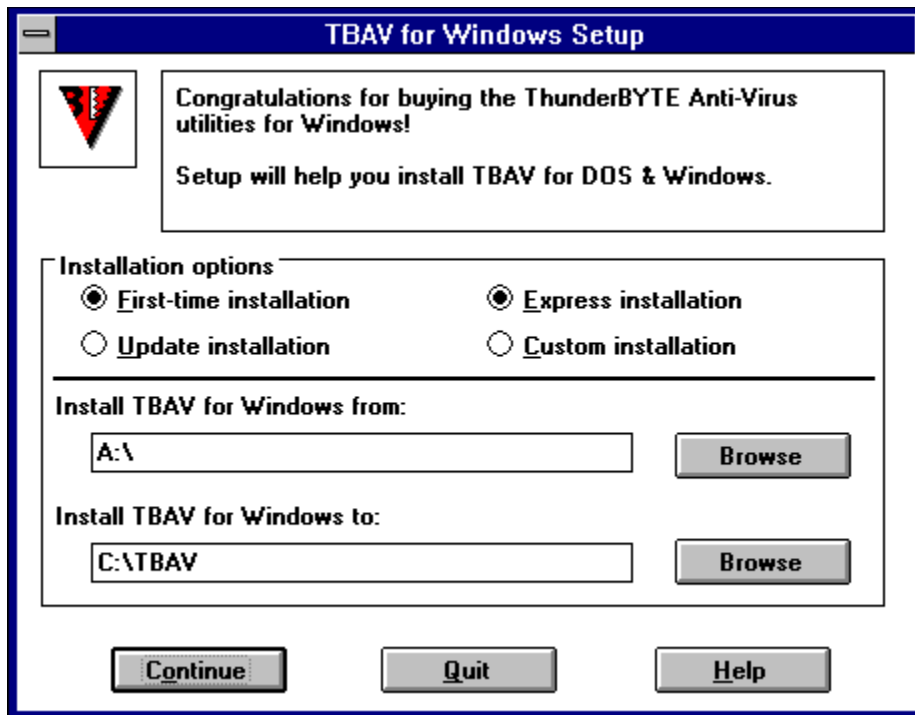 TBAV for Windows Setup
Congratulations for buying the ThunderBYTE Anti-Virus
utilities for Windows!
Setup will help you install TBAV for DOS & Windows.
Installation options
First-time installation
Express installation
Update installation
Custom installation
Install TBAV for Windows from:
A:\
Browse
Install TBAV for Windows to:
C:\TBAV
Browse
Continue
Quit
Help